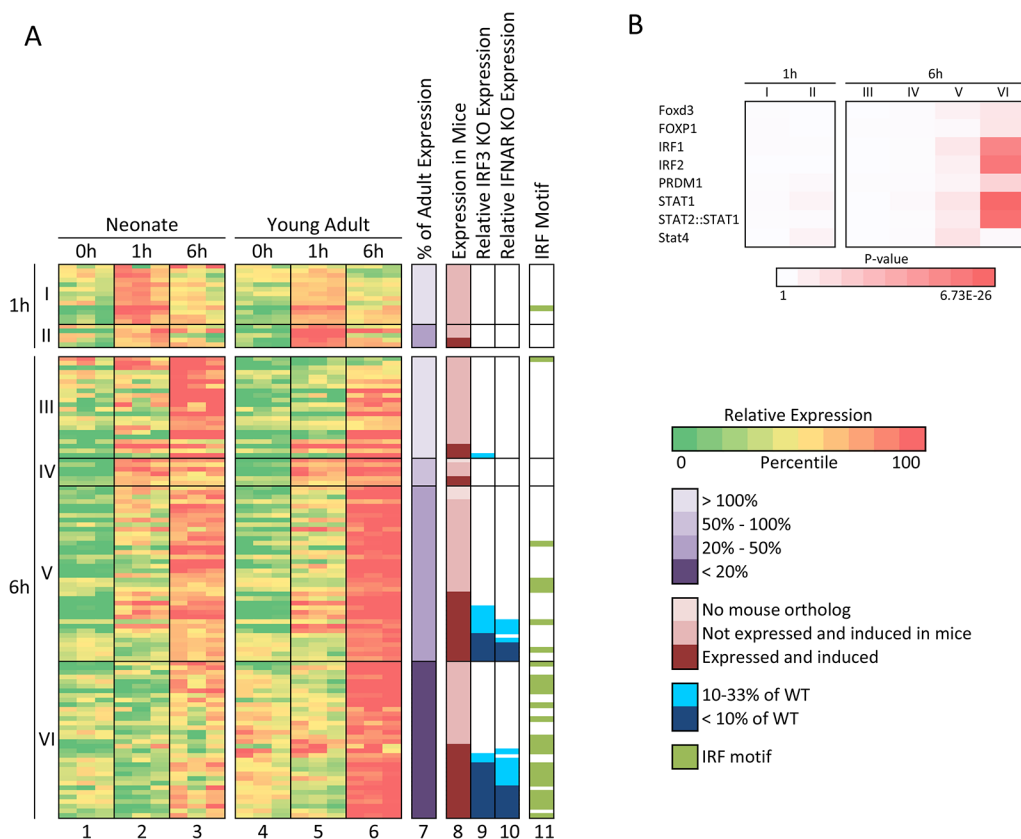 A
Neonate
Young Adult
0h 1h 6h 0h 1h 6h
% of Adult Expression
Expression in Mice
Relative IRF3 KO Expression
Relative IFNAR KO Expression
IRF Motif
1h
I
II
6h
III
IV
V
VI
1 2 3 4 5 6 7 8 9 10 11
B
1h 6h
I II III IV V VI
Foxd3
FOXP1
IRF1
IRF2
PRDM1
STAT1
STAT2::STAT1
Stat4
P-value
1 6.73E-26
Relative Expression
0 Percentile 100
> 100%
50% - 100%
20% - 50%
< 20%
No mouse ortholog
Not expressed and induced in mice
Expressed and induced
10-33% of WT
< 10% of WT
IRF motif